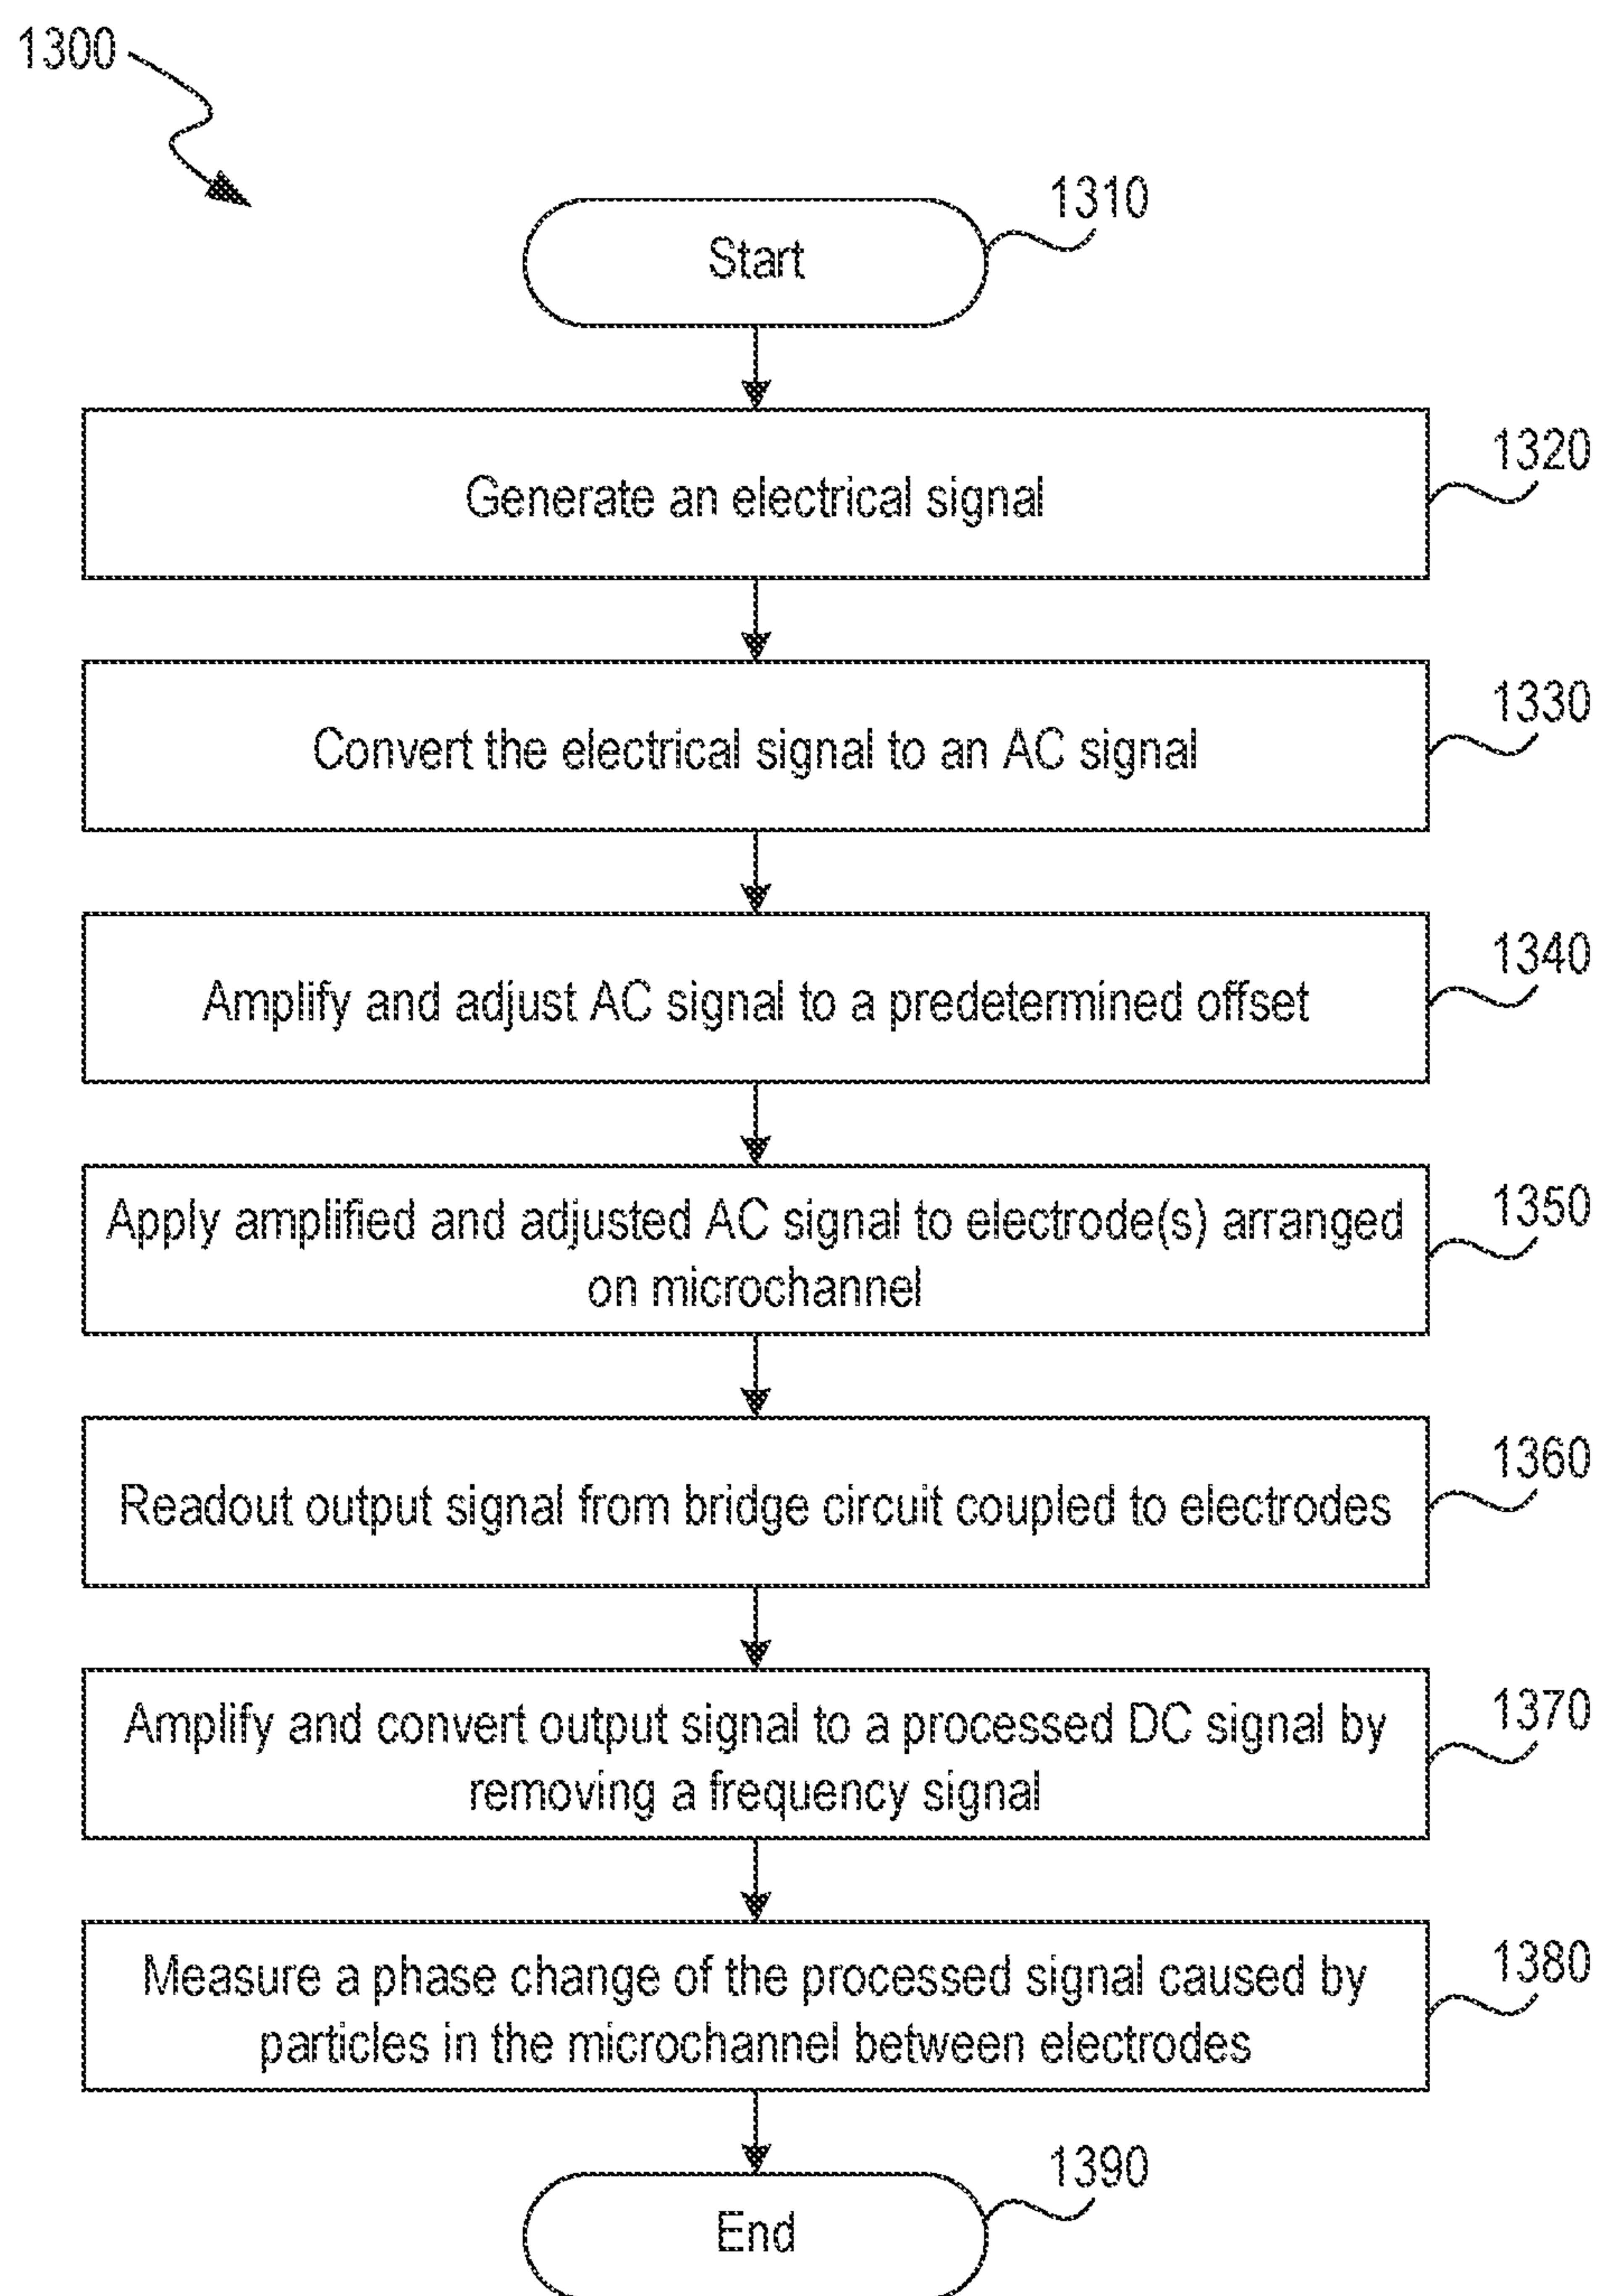 1300
1310
Start
1320
Generate an electrical signal
1330
Convert the electrical signal to an AC signal
1340
Amplify and adjust AC signal to a predetermined offset
1350
Apply amplified and adjusted AC signal to electrode(s) arranged
on microchannel
1360
Readout output signal from bridge circuit coupled to electrodes
1370
Amplify and convert output signal to a processed DC signal by
removing a frequency signal
1380
Measure a phase change of the processed signal caused by
particles in the microchannel between electrodes
1390
End